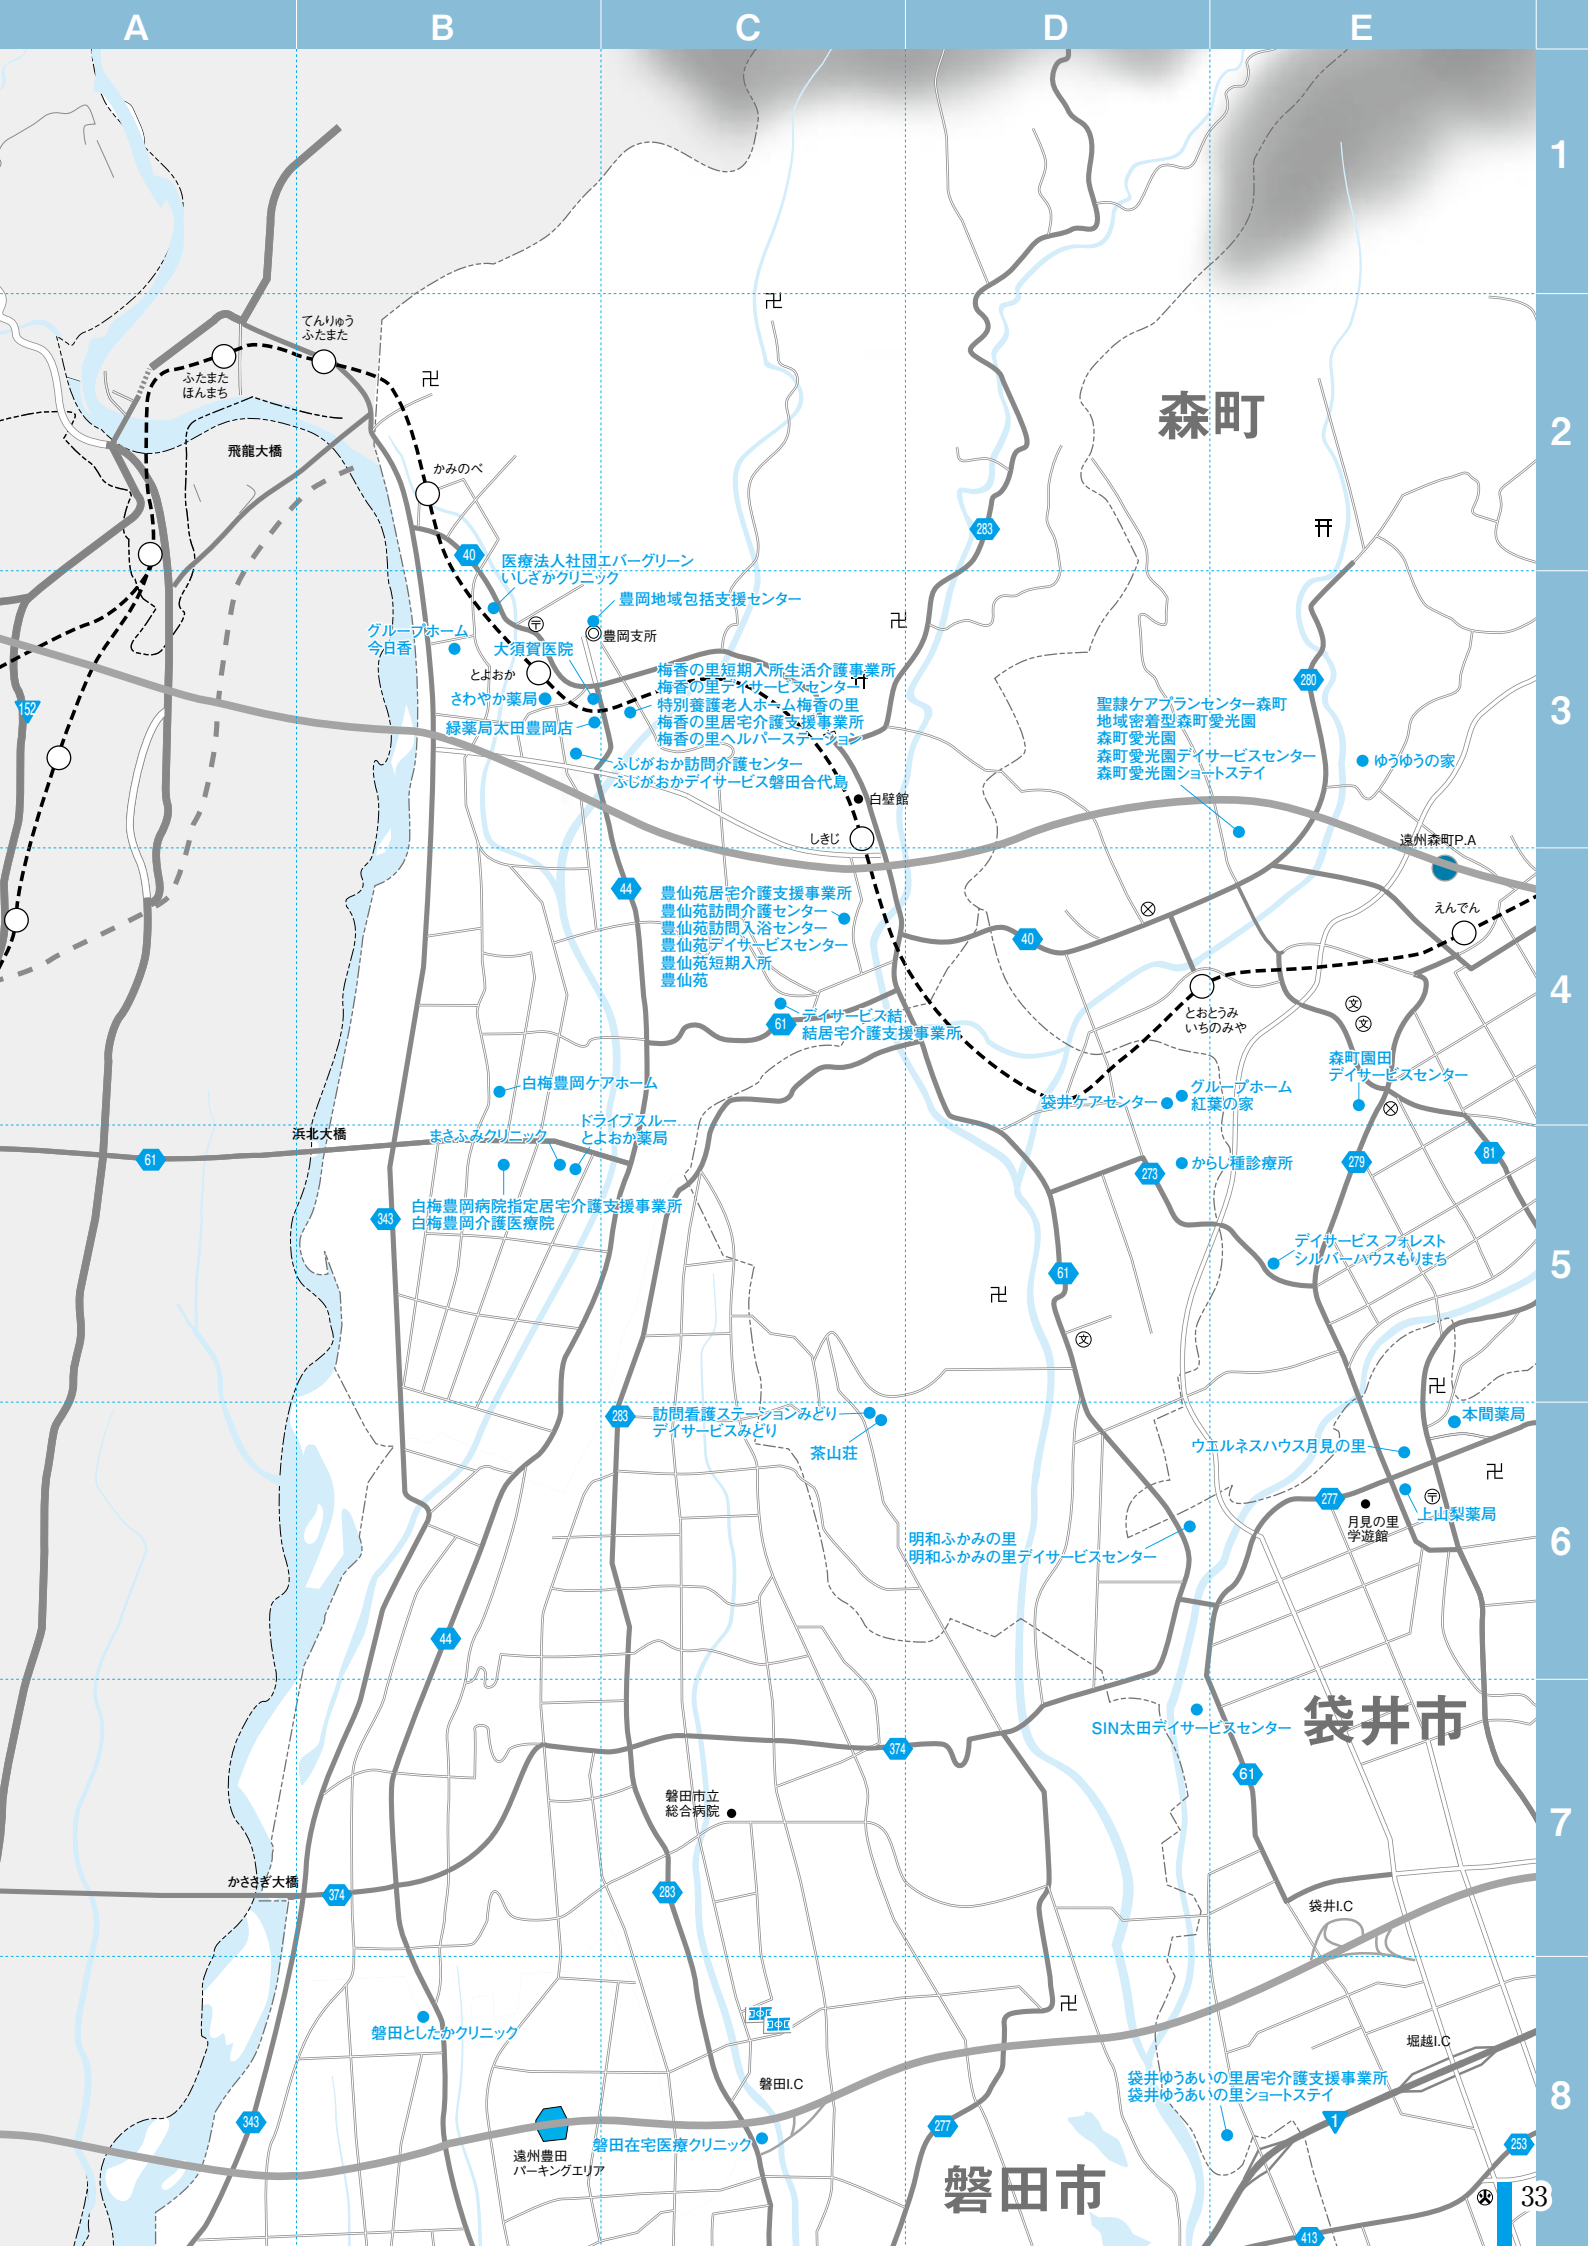 A
B
C
D
E
1
2
3
4
5
6
7
8
てんりゅう
ふたまた
ふたまた
ほんまち
飛龍大橋
かみのべ
森町
283
40
医療法人社団エバーグリーン
いしざかクリニック
豊岡地域包括支援センター
豊岡支所
グループホーム
今日香
大須賀医院
とよおか
さわやか薬局
緑薬局太田豊岡店
梅香の里短期入所生活介護事業所
梅香の里デイサービスセンター
特別養護老人ホーム梅香の里
梅香の里居宅介護支援事業所
梅香の里ヘルパーステーション
ふじがおか訪問介護センター
ふじがおかデイサービス磐田合代島
152
280
聖隷ケアプランセンター森町
地域密着型森町愛光園
森町愛光園
森町愛光園デイサービスセンター
森町愛光園ショートステイ
ゆうゆうの家
白壁館
しきじ
遠州森町P.A
44
豊仙苑居宅介護支援事業所
豊仙苑訪問介護センター
豊仙苑訪問入浴センター
豊仙苑デイサービスセンター
豊仙苑短期入所
豊仙苑
40
えんでん
61
デイサービス結
結居宅介護支援事業所
とおとうみ
いちのみや
文
文
森町園田
デイサービスセンター
白梅豊岡ケアホーム
袋井ケアセンター
グループホーム
紅葉の家
浜北大橋
まさふみクリニック
ドライブスルー
とよおか薬局
61
273
からし種診療所
279
81
白梅豊岡病院指定居宅介護支援事業所
白梅豊岡介護医療院
343
デイサービス フォレスト
シルバーハウスもりまち
61
文
283
訪問看護ステーションみどり
デイサービスみどり
茶山荘
本間薬局
ウエルネスハウス月見の里
277
月見の里
学遊館
上山梨薬局
明和ふかみの里
明和ふかみの里デイサービスセンター
44
SIN太田デイサービスセンター
袋井市
374
61
磐田市立
総合病院
かささぎ大橋
374
283
袋井I.C
磐田としたかクリニック
堀越I.C
磐田I.C
袋井ゆうあいの里居宅介護支援事業所
袋井ゆうあいの里ショートステイ
343
277
1
253
遠州豊田
パーキングエリア
磐田在宅医療クリニック
磐田市
413
33